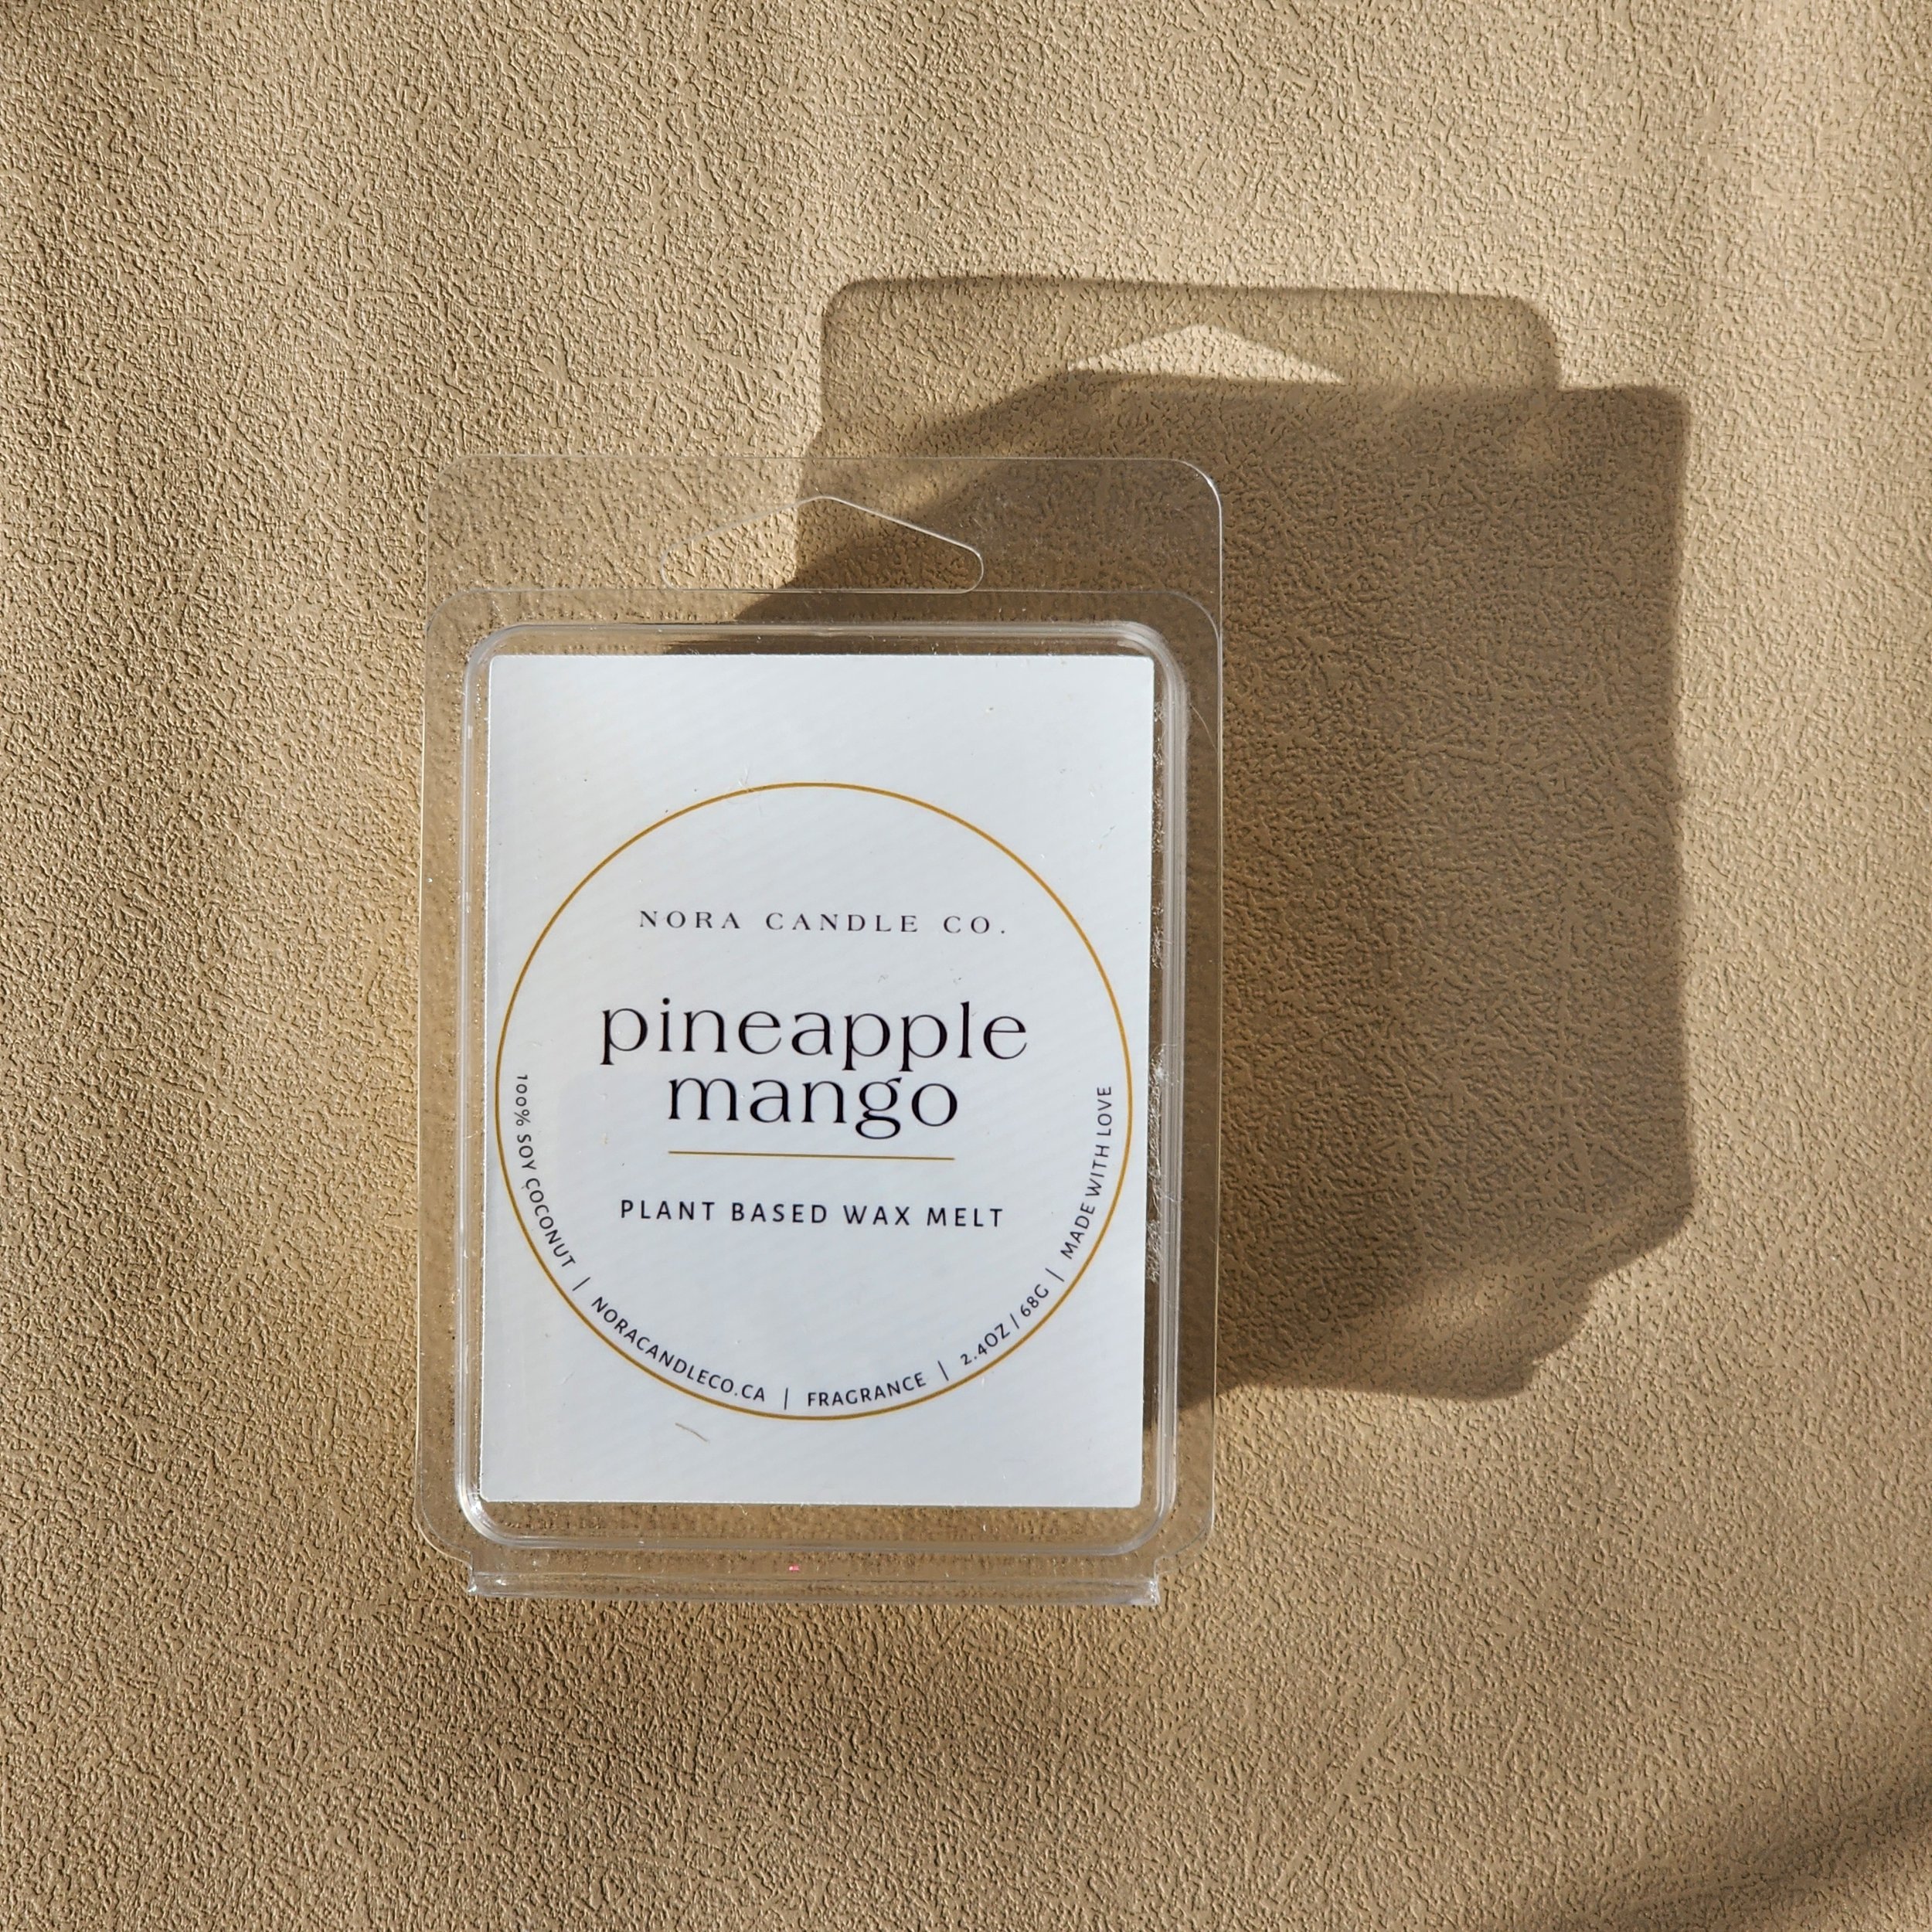 NORA CANDLE CO.
pineapple
mango
PLANT BASED WAX MELT
100% SOY COCONUT | NORACANDLECO.CA | FRAGRANCE | 2.4OZ / 68G | MADE WITH LOVE